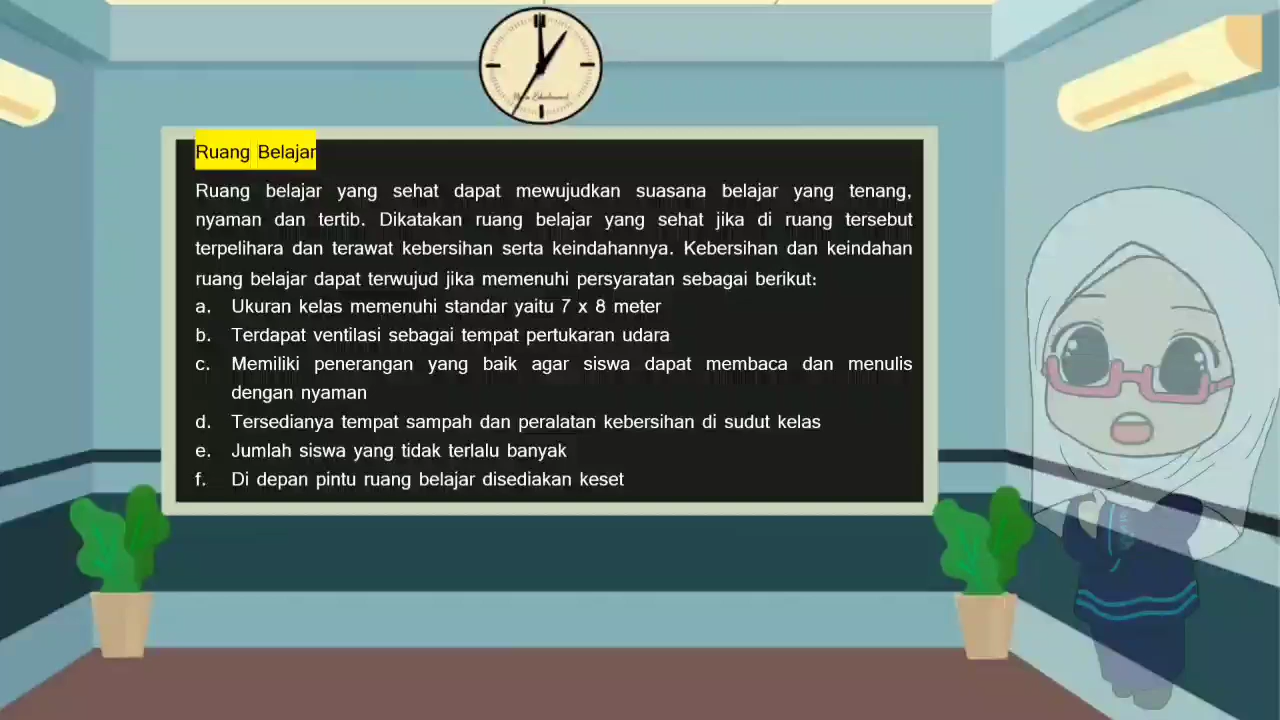 Ruang Belajar
Ruang belajar yang sehat dapat mewujudkan suasana belajar yang tenang,
nyaman dan tertib. Dikatakan ruang belajar yang sehat jika di ruang tersebut
terpelihara dan terawat kebersihan serta keindahannya. Kebersihan dan keindahan
ruang belajar dapat terwujud jika memenuhi persyaratan sebagai berikut:
a. Ukuran kelas memenuhi standar yaitu 7 x 8 meter
b. Terdapat ventilasi sebagai tempat pertukaran udara
c. Memiliki penerangan yang baik agar siswa dapat membaca dan menulis
dengan nyaman
d. Tersedianya tempat sampah dan peralatan kebersihan di sudut kelas
e. Jumlah siswa yang tidak terlalu banyak
f. Di depan pintu ruang belajar disediakan keset